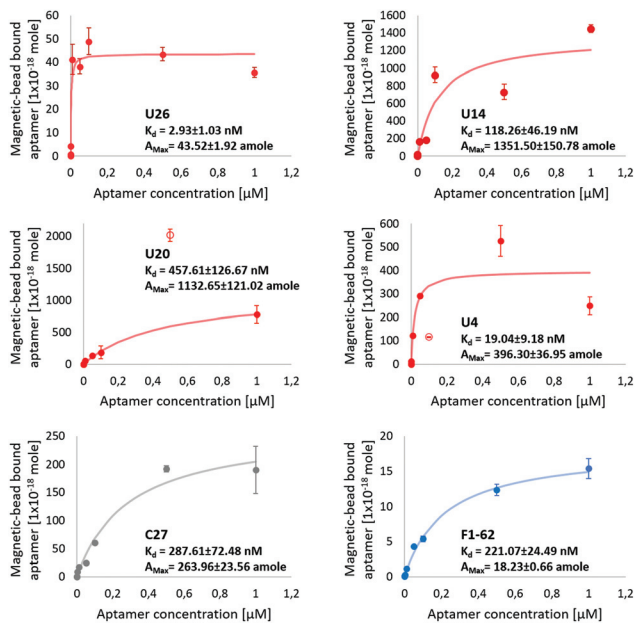 Magnetic-bead bound
aptamer [1x10⁻¹⁸ mole]
60
50
40
30
20
10
0
U26
K_d = 2.93±1.03 nM
A_Max = 43.52±1.92 amole
0 0,2 0,4 0,6 0,8 1 1,2
Aptamer concentration [µM]
Magnetic-bead bound
aptamer [1x10⁻¹⁸ mole]
1600
1400
1200
1000
800
600
400
200
0
U14
K_d = 118.26±46.19 nM
A_Max = 1351.50±150.78 amole
0 0,2 0,4 0,6 0,8 1 1,2
Aptamer concentration [µM]
Magnetic-bead bound
aptamer [1x10⁻¹⁸ mole]
2000
1500
1000
500
0
U20
K_d = 457.61±126.67 nM
A_Max = 1132.65±121.02 amole
0 0,2 0,4 0,6 0,8 1 1,2
Aptamer concentration [µM]
Magnetic-bead bound
aptamer [1x10⁻¹⁸ mole]
600
500
400
300
200
100
0
U4
K_d = 19.04±9.18 nM
A_Max = 396.30±36.95 amole
0 0,2 0,4 0,6 0,8 1 1,2
Aptamer concentration [µM]
Magnetic-bead bound
aptamer [1x10⁻¹⁸ mole]
250
200
150
100
50
0
C27
K_d = 287.61±72.48 nM
A_Max = 263.96±23.56 amole
0 0,2 0,4 0,6 0,8 1 1,2
Aptamer concentration [µM]
Magnetic-bead bound
aptamer [1x10⁻¹⁸ mole]
20
15
10
5
0
F1-62
K_d = 221.07±24.49 nM
A_Max = 18.23±0.66 amole
0 0,2 0,4 0,6 0,8 1 1,2
Aptamer concentration [µM]